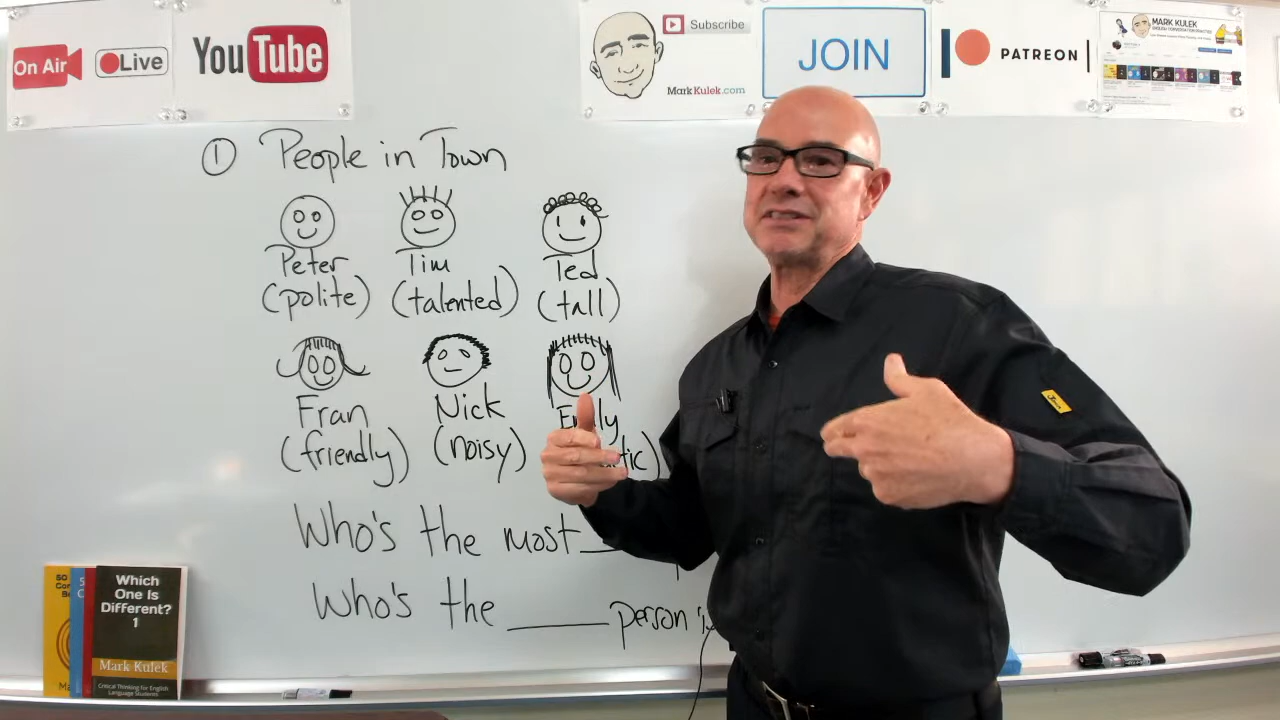 On Air
Live
YouTube
Subscribe
MarkKulek.com
JOIN
PATREON
MARK KULEK
① People in Town
Peter Tim Ted
(polite) (talented) (tall)
Fran Nick
(friendly) (noisy)
Who's the most
Who's the ____ person
Which
One Is
Different?
1
Mark Kulek
Critical Thinking for English
Language Students